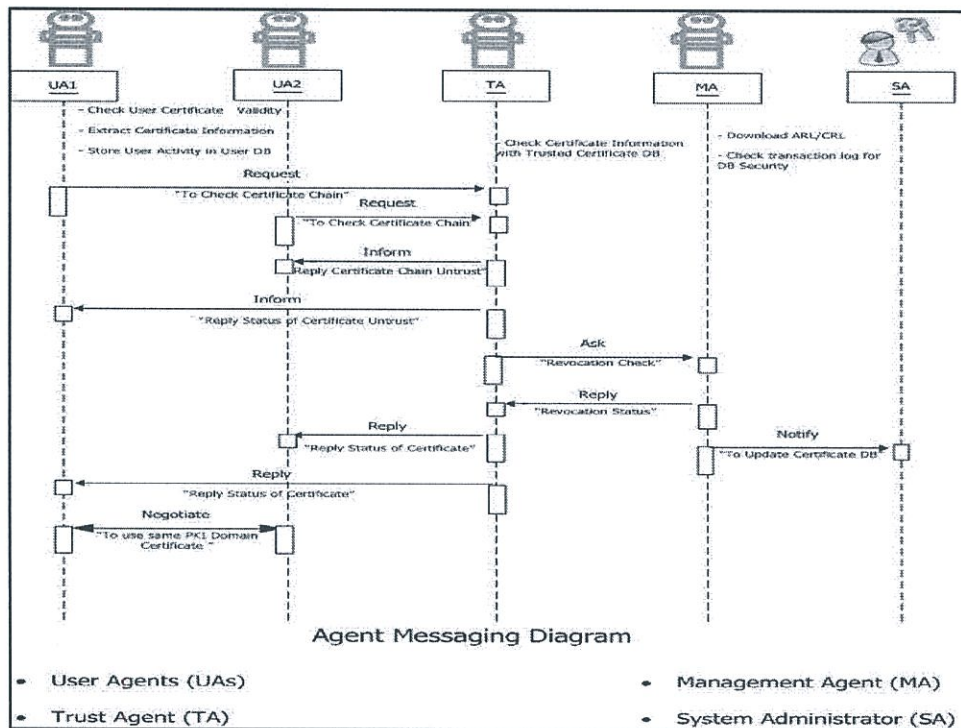 UA1
UA2
TA
MA
SA
- Check User Certificate Validity
- Extract Certificate Information
- Store User Activity in User DB
- Check Certificate Information
with Trusted Certificate DB
- Download ARL/CRL
- Check transaction log for
DB Security
Request
"To Check Certificate Chain"
Request
"To Check Certificate Chain
Inform
Reply Certificate Chain Untrust"
Inform
"Reply Status of Certificate Untrust"
Ask
"Revocation Check"
Reply
"Revocation Status"
Reply
"Reply Status of Certificate"
Notify
"To Update Certificate DB"
Reply
"Reply Status of Certificate"
Negotiate
"To use same PKI Domain
Certificate "
Agent Messaging Diagram
• User Agents (UAs)
• Management Agent (MA)
• Trust Agent (TA)
• System Administrator (SA)